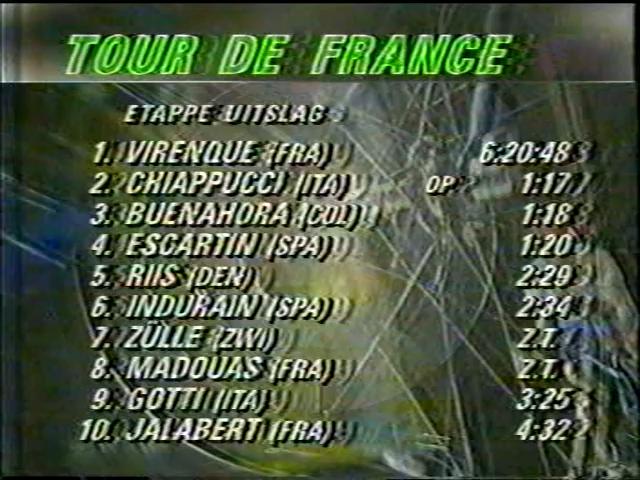 TOUR DE FRANCE
ETAPPE UITSLAG
1. VIRENQUE (FRA) 6:20:48
2. CHIAPPUCCI (ITA) OP 1:17
3. BUENAHORA (COL) 1:18
4. ESCARTIN (SPA) 1:20
5. RIIS (DEN) 2:29
6. INDURAIN (SPA) 2:34
7. ZÜLLE (ZWI) Z.T.
8. MADOUAS (FRA) Z.T.
9. GOTTI (ITA) 3:25
10. JALABERT (FRA) 4:32